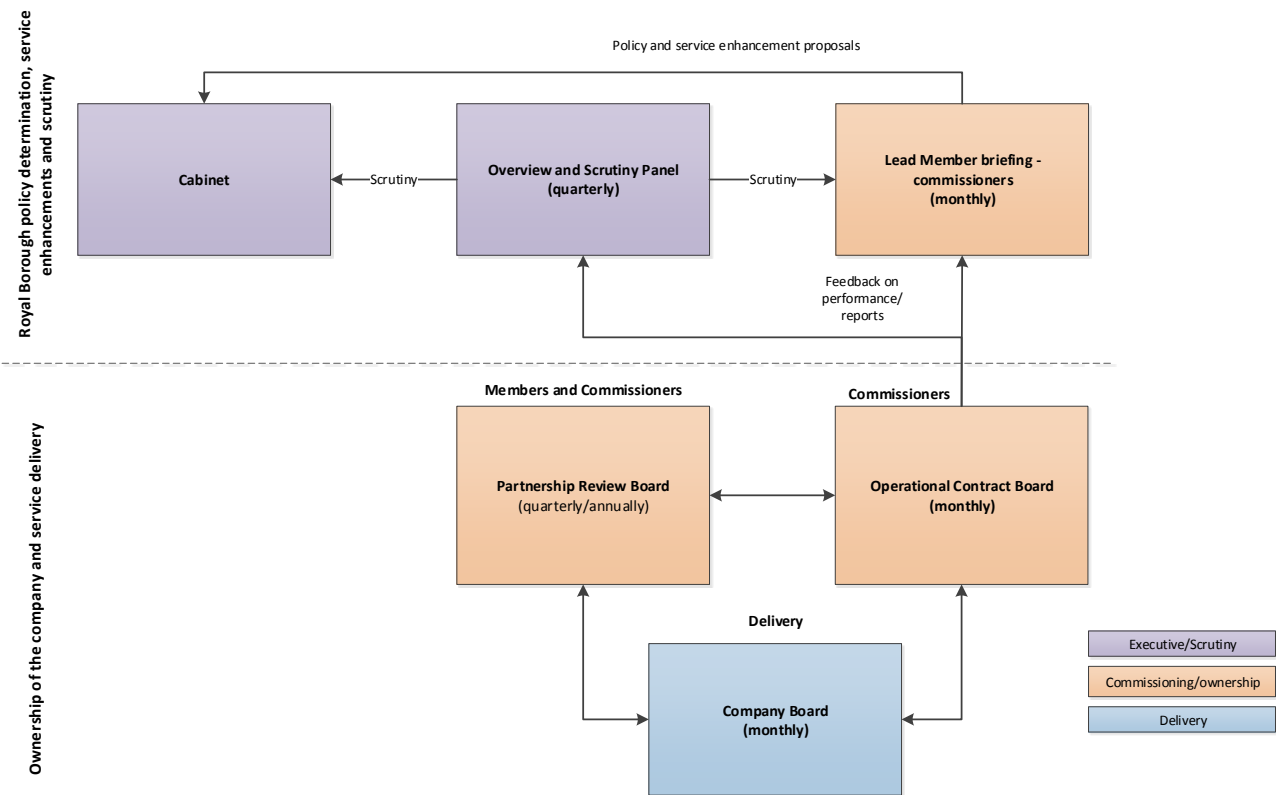 Royal Borough policy determination, service
enhancements and scrutiny
Policy and service enhancement proposals
Cabinet
Scrutiny
Overview and Scrutiny Panel
(quarterly)
Scrutiny
Lead Member briefing -
commissioners
(monthly)
Feedback on
performance/
reports
Ownership of the company and service delivery
Members and Commissioners
Commissioners
Partnership Review Board
(quarterly/annually)
Operational Contract Board
(monthly)
Delivery
Company Board
(monthly)
Executive/Scrutiny
Commissioning/ownership
Delivery